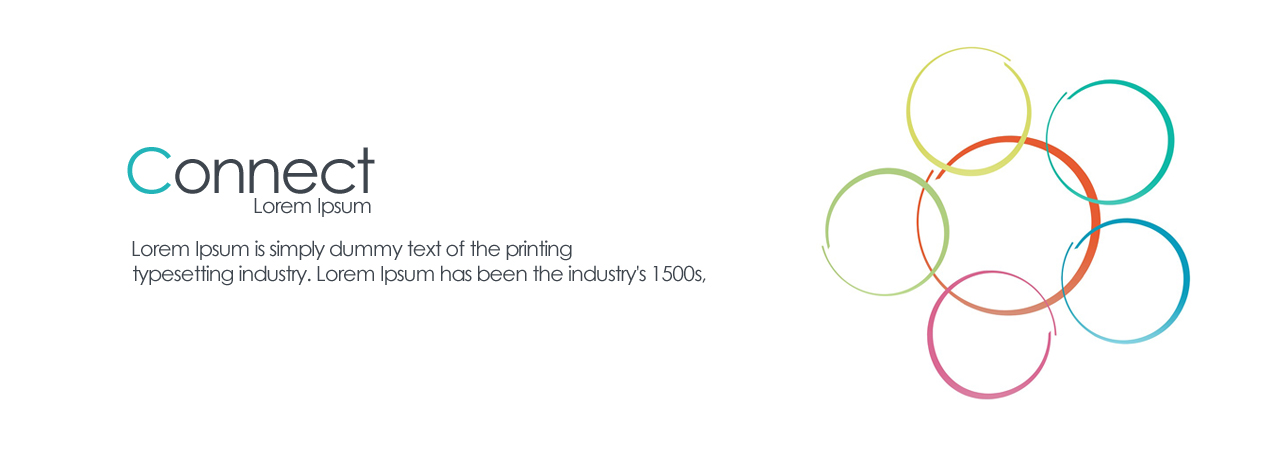 Connect
Lorem Ipsum
Lorem Ipsum is simply dummy text of the printing
typesetting industry. Lorem Ipsum has been the industry's 1500s,